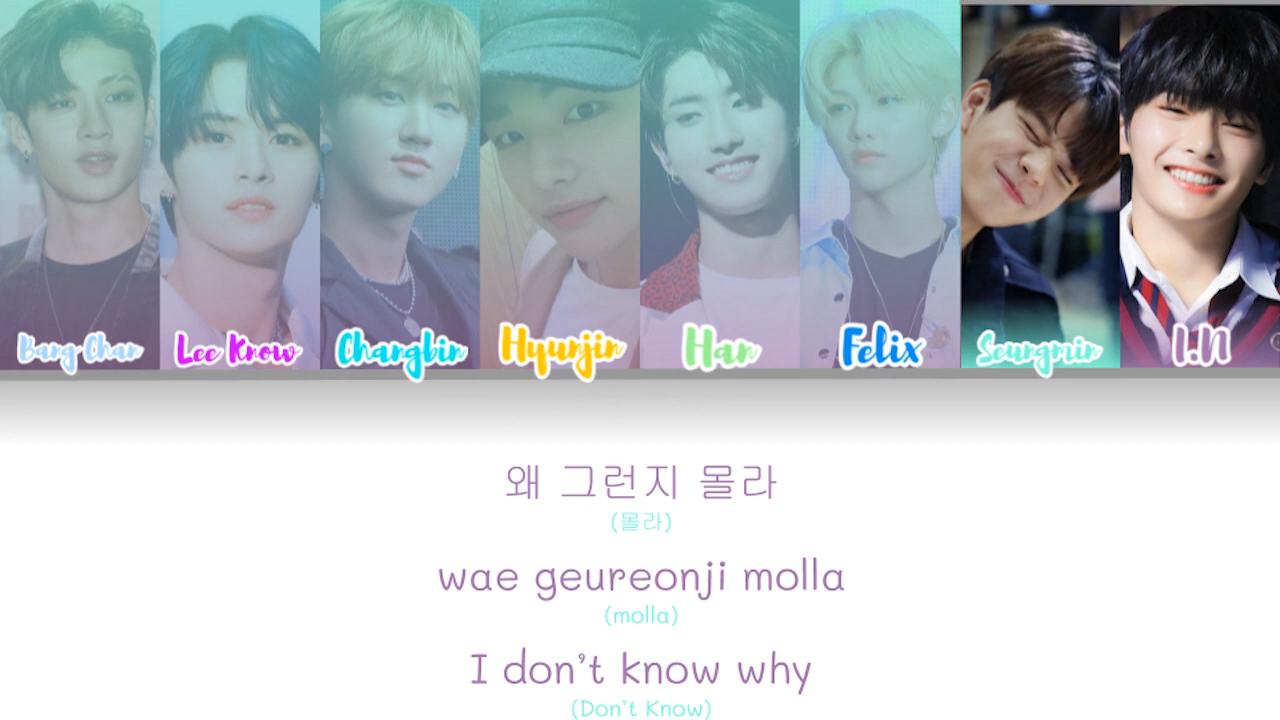 Bang Chan Lee Know Changbin Hyunjin Han Felix Seungmin I.N
왜 그런지 몰라
(몰라)
wae geureonji molla
(molla)
I don't know why
(Don't Know)